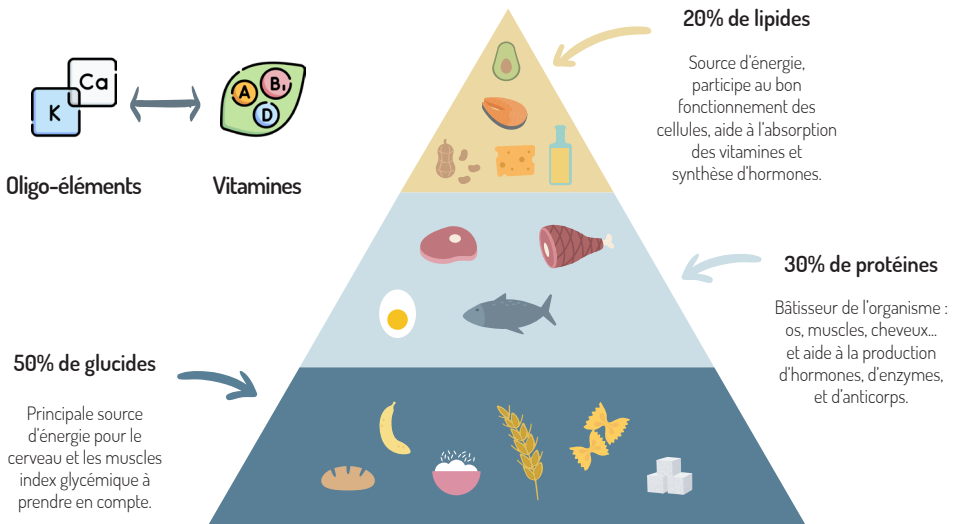 20% de lipides
Source d'énergie,
participe au bon
fonctionnement des
cellules, aide à l'absorption
des vitamines et
synthèse d'hormones.
Ca
K
A
B₁
D
Oligo-éléments
Vitamines
30% de protéines
Bâtisseur de l'organisme :
os, muscles, cheveux...
et aide à la production
d'hormones, d'enzymes,
et d'anticorps.
50% de glucides
Principale source
d'énergie pour le
cerveau et les muscles
index glycémique à
prendre en compte.